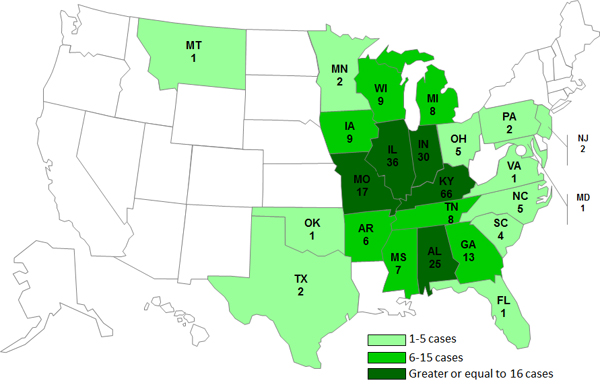 MT
1
MN
2
WI
9
MI
8
IA
9
IL
36
IN
30
OH
5
PA
2
NJ
2
MD
1
VA
1
NC
5
SC
4
KY
66
TN
8
MO
17
AR
6
OK
1
TX
2
MS
7
AL
25
GA
13
FL
1
1-5 cases
6-15 cases
Greater or equal to 16 cases